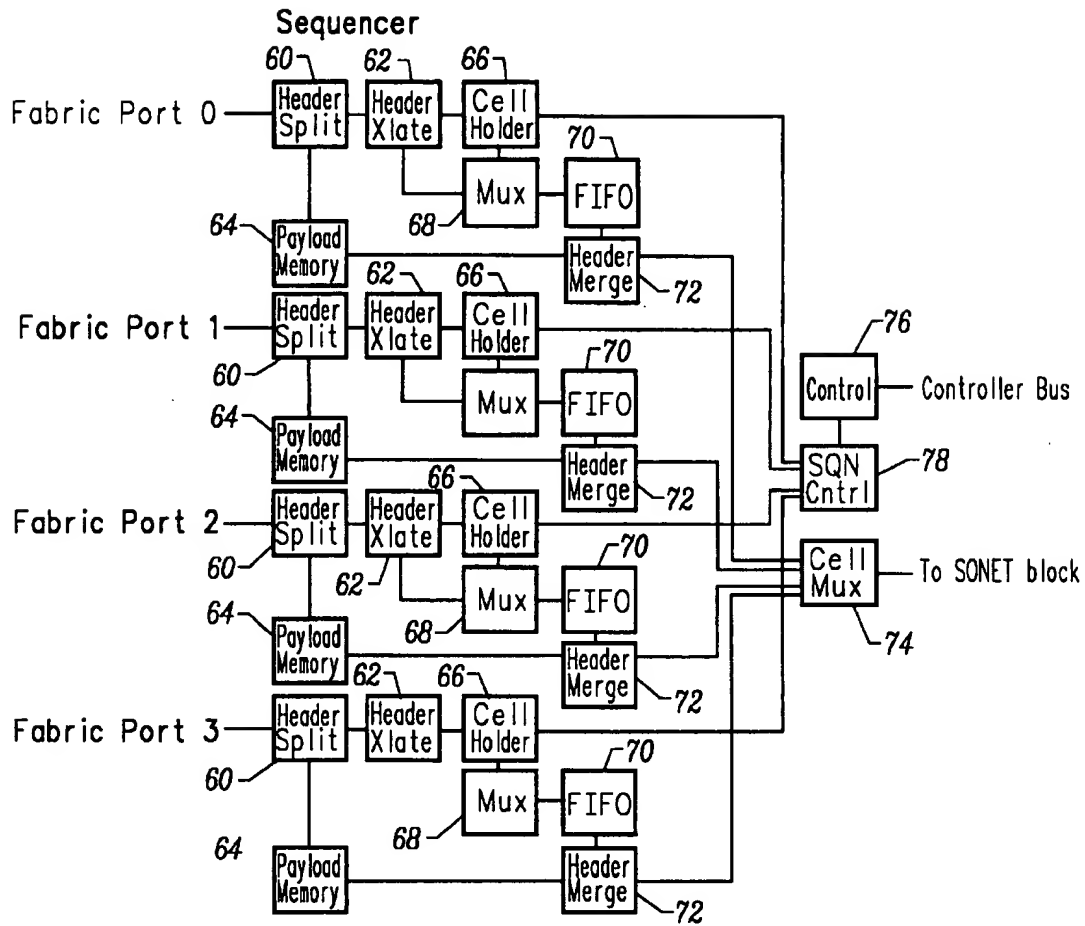 Sequencer
60 62 66
Fabric Port 0 Header Split Header Xlate Cell Holder
70
Mux FIFO
68
64 Payload Memory Header Merge 72
62 66
Fabric Port 1 Header Split Header Xlate Cell Holder
60 70 76
Mux FIFO Control Controller Bus
64 Payload Memory Header Merge 72
66 SQN Cntrl 78
Fabric Port 2 Header Split Header Xlate Cell Holder
60 62 70
Cell Mux To SONET block
74
Mux FIFO
68
64 Payload Memory Header Merge 72
62 66
Fabric Port 3 Header Split Header Xlate Cell Holder
60 70
Mux FIFO
68
64 Payload Memory Header Merge 72